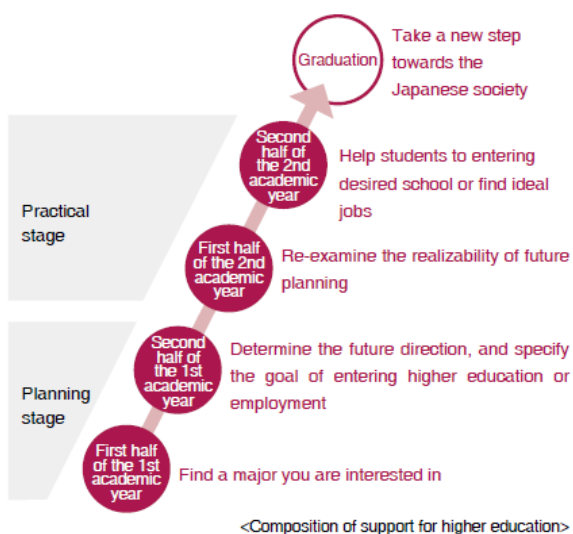 Graduation
Take a new step
towards the
Japanese society
Second
half of
the 2nd
academic
year
Help students to entering
desired school or find ideal
jobs
Practical
stage
First half
of the 2nd
academic
year
Re-examine the realizability of future
planning
Second
half of
the 1st
academic
year
Determine the future direction, and specify
the goal of entering higher education or
employment
Planning
stage
First half
of the 1st
academic
year
Find a major you are interested in
<Composition of support for higher education>